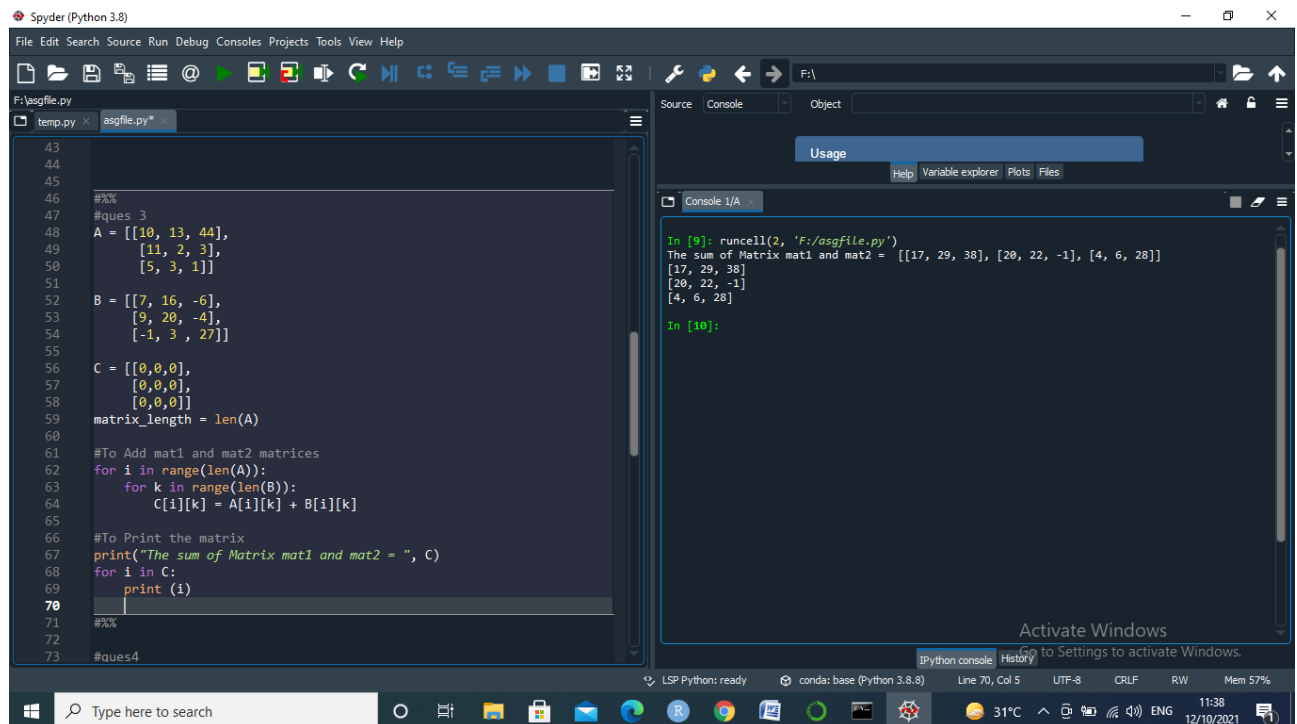 Spyder (Python 3.8)
File Edit Search Source Run Debug Consoles Projects Tools View Help
F:\
F:\asgfile.py
temp.py
asgfile.py*
43
44
45
46 #%%
47 #ques 3
48 A = [[10, 13, 44],
49 [11, 2, 3],
50 [5, 3, 1]]
51
52 B = [[7, 16, -6],
53 [9, 20, -4],
54 [-1, 3 , 27]]
55
56 C = [[0,0,0],
57 [0,0,0],
58 [0,0,0]]
59 matrix_length = len(A)
60
61 #To Add mat1 and mat2 matrices
62 for i in range(len(A)):
63 for k in range(len(B)):
64 C[i][k] = A[i][k] + B[i][k]
65
66 #To Print the matrix
67 print("The sum of Matrix mat1 and mat2 = ", C)
68 for i in C:
69 print (i)
70
71 #%%
72
73 #ques4
Source Console Object
Usage
Help Variable explorer Plots Files
Console 1/A
In [9]: runcell(2, 'F:/asgfile.py')
The sum of Matrix mat1 and mat2 =  [[17, 29, 38], [20, 22, -1], [4, 6, 28]]
[17, 29, 38]
[20, 22, -1]
[4, 6, 28]
In [10]:
Activate Windows
Go to Settings to activate Windows.
IPython console History
LSP Python: ready conda: base (Python 3.8.8) Line 70, Col 5 UTF-8 CRLF RW Mem 57%
Type here to search
R
31°C
ENG
11:38
12/10/2021